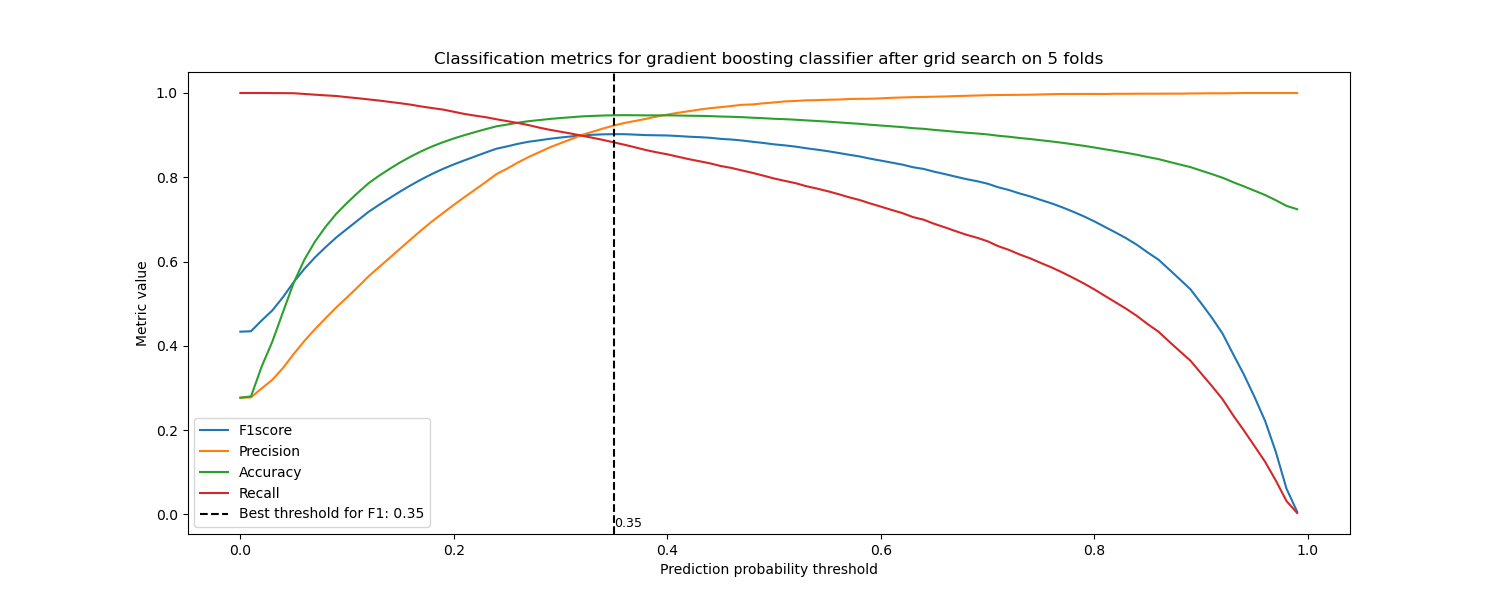 Classification metrics for gradient boosting classifier after grid search on 5 folds
1.0
0.8
0.6
0.4
0.2
0.0
Metric value
F1score
Precision
Accuracy
Recall
Best threshold for F1: 0.35
0.35
0.0
0.2
0.4
0.6
0.8
1.0
Prediction probability threshold